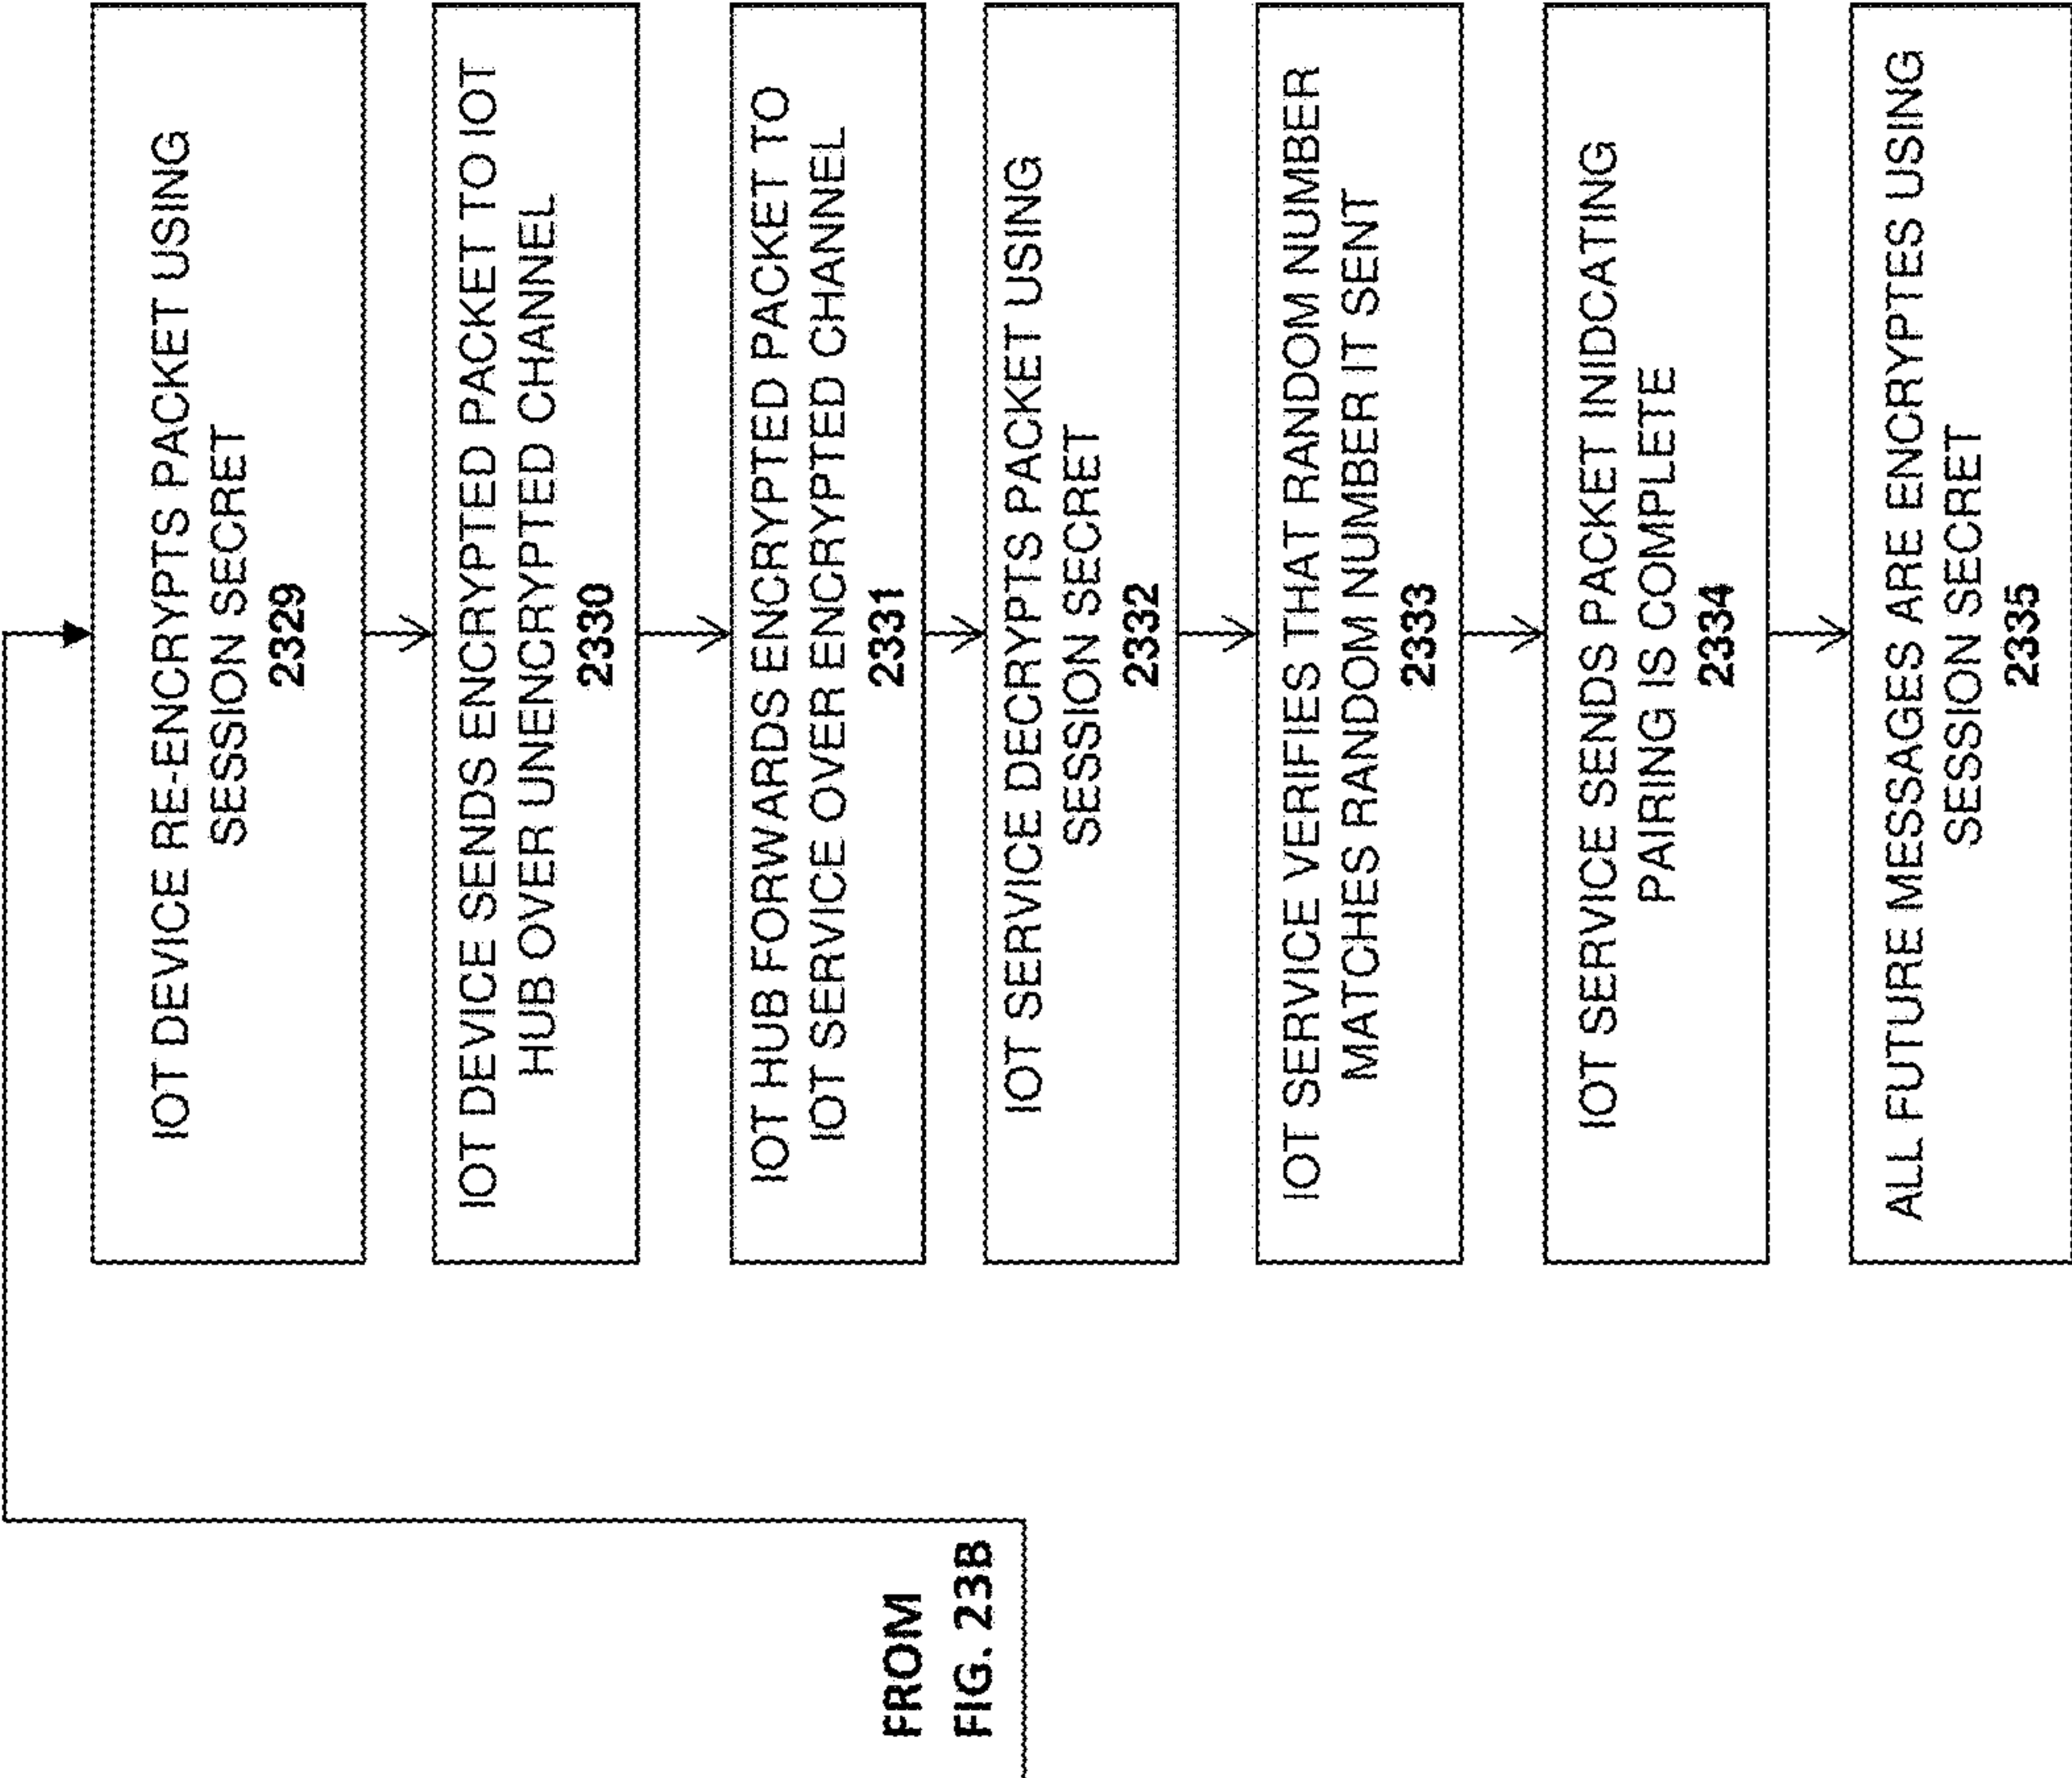 FROM
FIG. 23B
IOT DEVICE RE-ENCRYPTS PACKET USING
SESSION SECRET
2329
IOT DEVICE SENDS ENCRYPTED PACKET TO IOT
HUB OVER UNENCRYPTED CHANNEL
2330
IOT HUB FORWARDS ENCRYPTED PACKET TO
IOT SERVICE OVER ENCRYPTED CHANNEL
2331
IOT SERVICE DECRYPTS PACKET USING
SESSION SECRET
2332
IOT SERVICE VERIFIES THAT RANDOM NUMBER
MATCHES RANDOM NUMBER IT SENT
2333
IOT SERVICE SENDS PACKET INIDCATING
PAIRING IS COMPLETE
2334
ALL FUTURE MESSAGES ARE ENCRYPTES USING
SESSION SECRET
2335